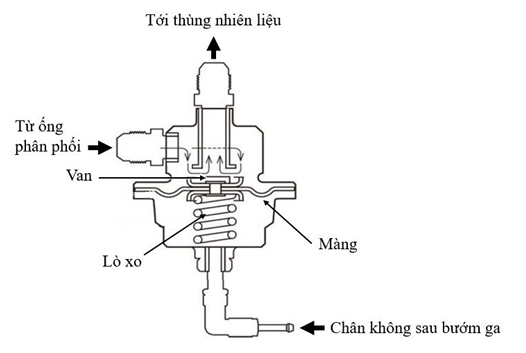 Tới thùng nhiên liệu
Từ ống
phân phối
Van
Lò xo
Màng
Chân không sau bướm ga